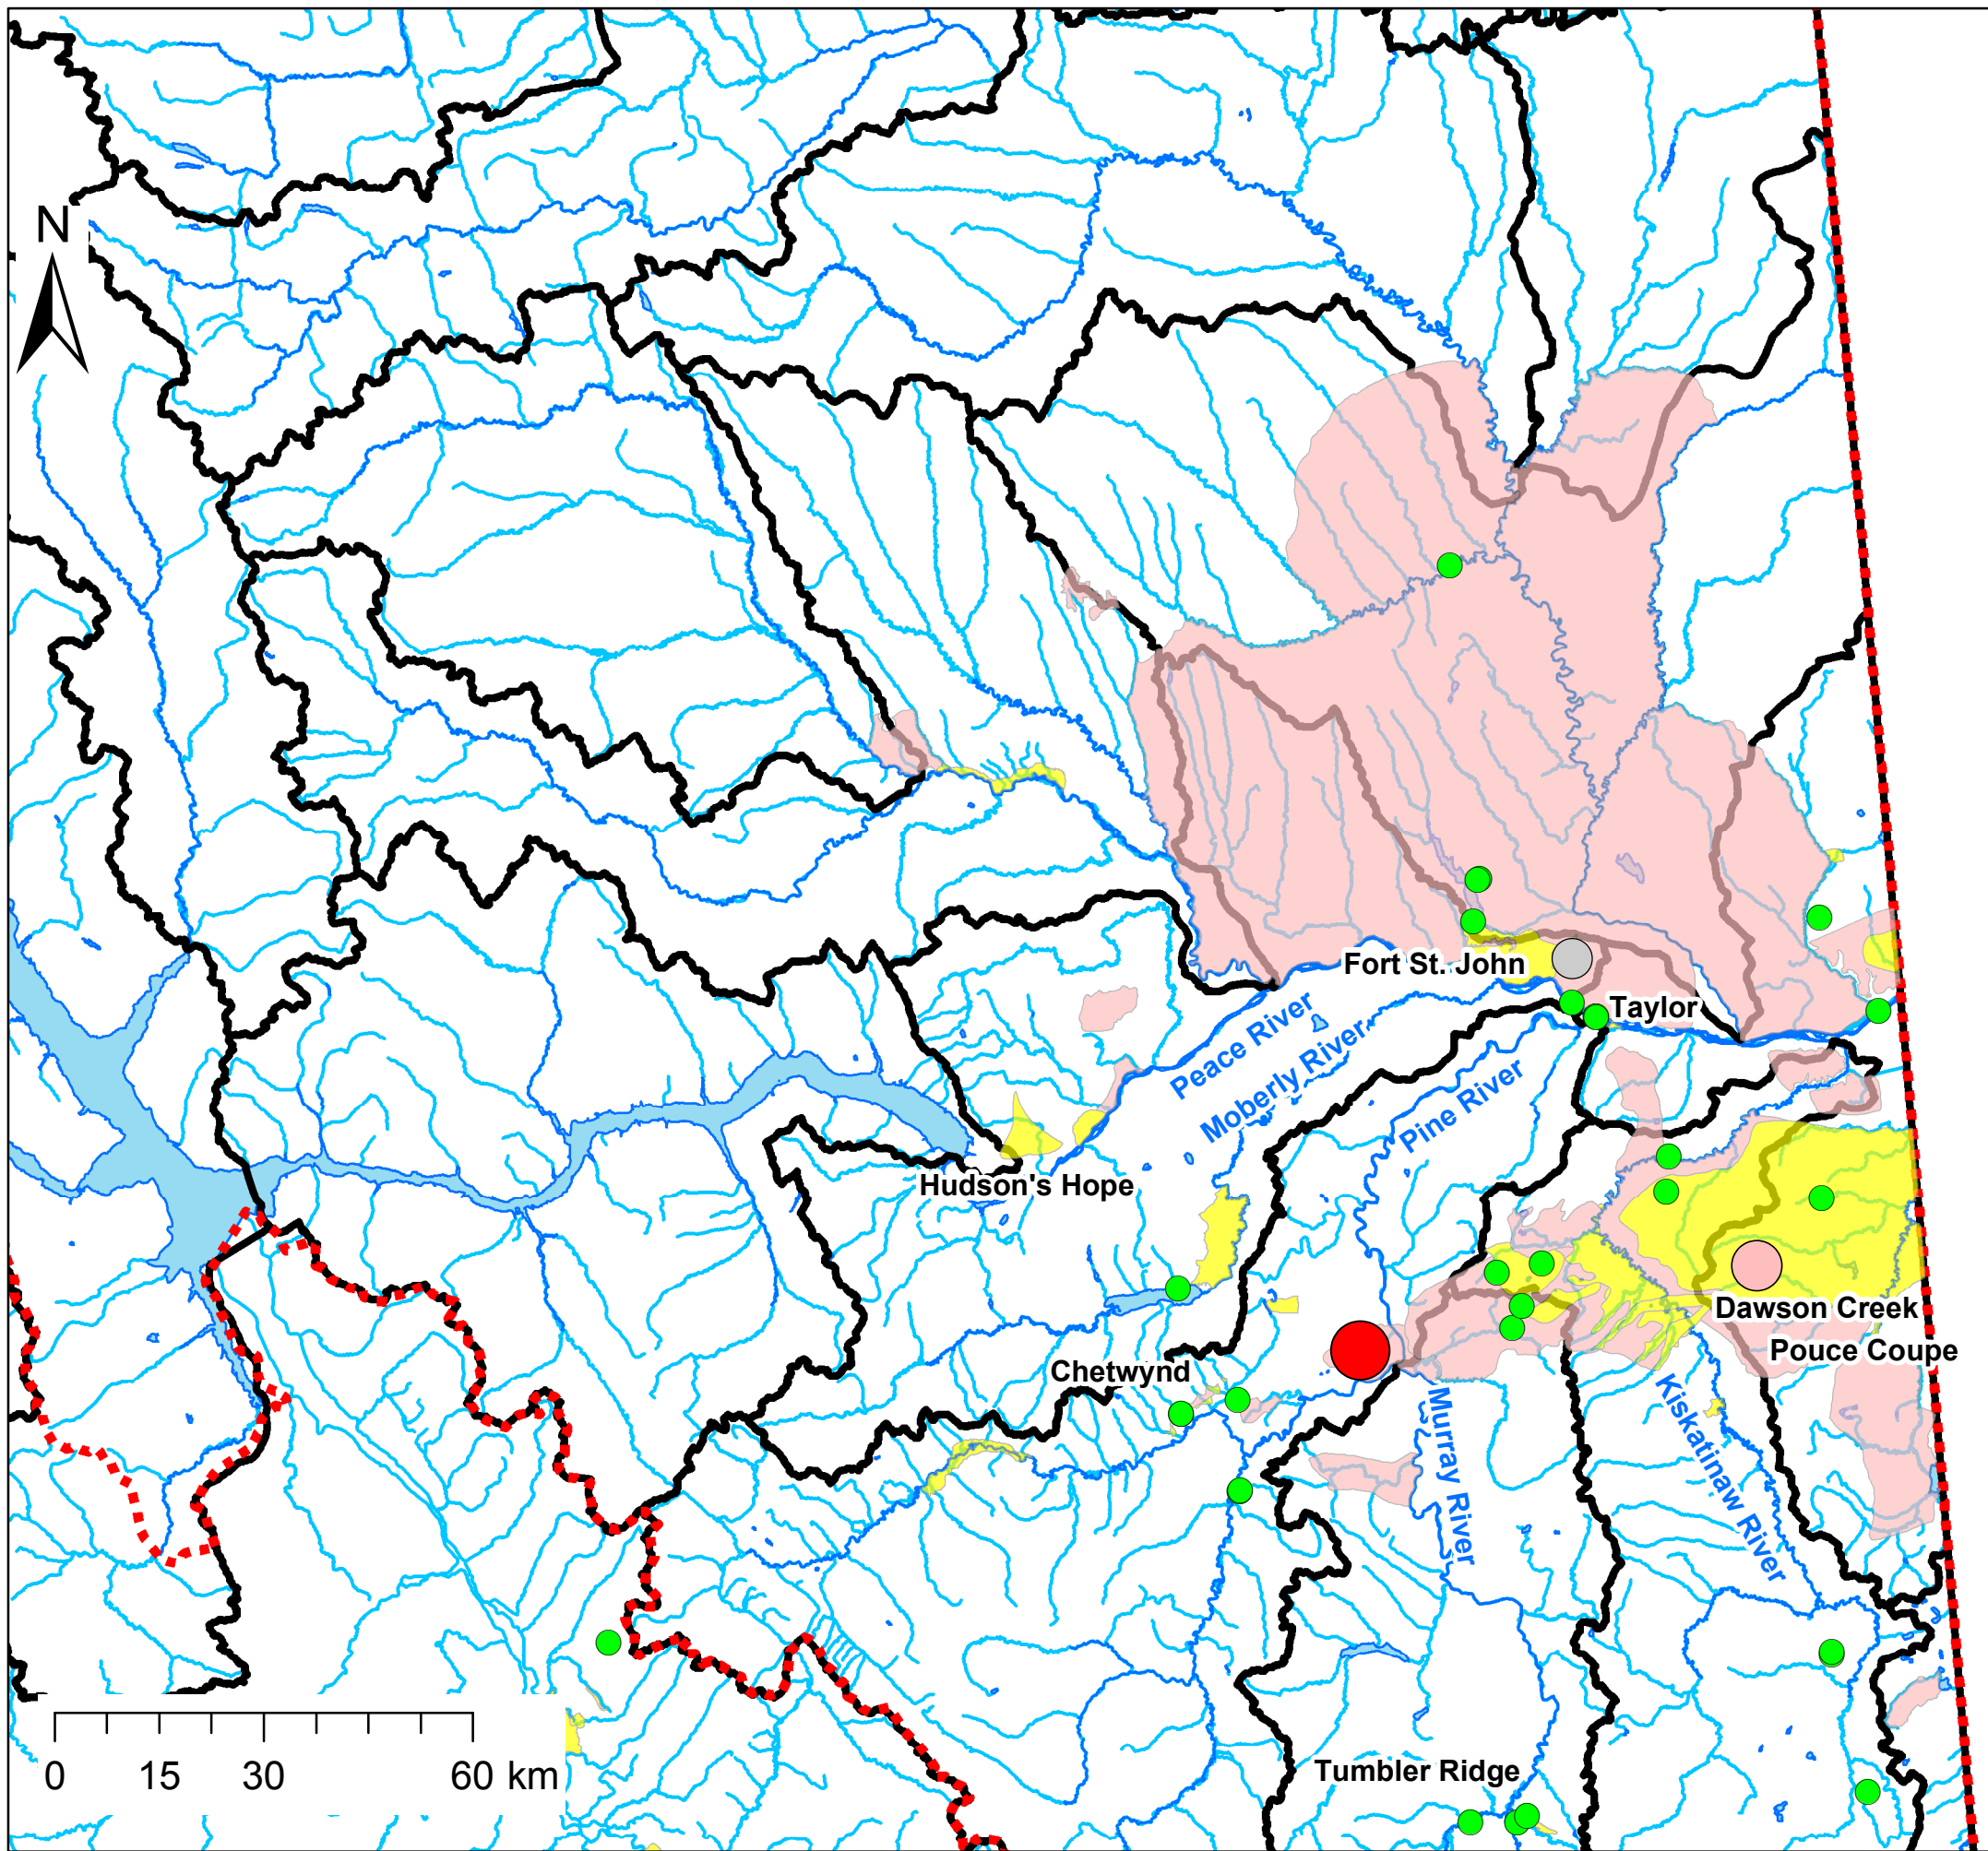 N
Fort St. John
Taylor
Peace River
Moberly River
Pine River
Hudson's Hope
Dawson Creek
Pouce Coupe
Chetwynd
Murray River
Kiskatinaw River
Tumbler Ridge
0 15 30 60 km